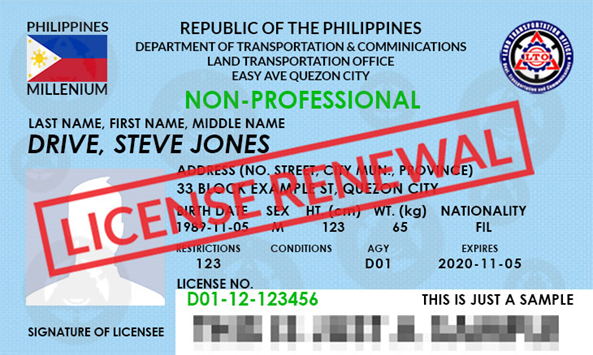 PHILIPPINES
MILLENIUM
REPUBLIC OF THE PHILIPPINES
DEPARTMENT OF TRANSPORTATION & COMMNICATIONS
LAND TRANSPORTATION OFFICE
EASY AVE QUEZON CITY
LAND TRANSPORTATION OFFICE
LTO
NON-PROFESSIONAL
LAST NAME, FIRST NAME, MIDDLE NAME
DRIVE, STEVE JONES
ADDRESS (NO. STREET, CITY MUN., PROVINCE)
33 BLOCK EXAMPLE ST, QUEZON CITY
LICENSE RENEWAL
BIRTH DATE SEX HT. (cm) WT. (kg) NATIONALITY
1989-11-05 M 123 65 FIL
RESTRICTIONS CONDITIONS AGY EXPIRES
123 D01 2020-11-05
LICENSE NO.
D01-12-123456 THIS IS JUST A SAMPLE
SIGNATURE OF LICENSEE